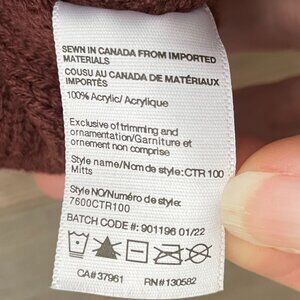 SEWN IN CANADA FROM IMPORTED
MATERIALS
COUSU AU CANADA DE MATÉRIAUX
IMPORTÉS
100% Acrylic/ Acrylique
Exclusive of trimming and
ornamentation/Garniture et
ornement non comprise
Style name/Nom de style: CTR 100
Mitts
Style NO/Numéro de style:
7600CTR100
BATCH CODE #: 901196 01/22
CA# 37961 RN# 130582